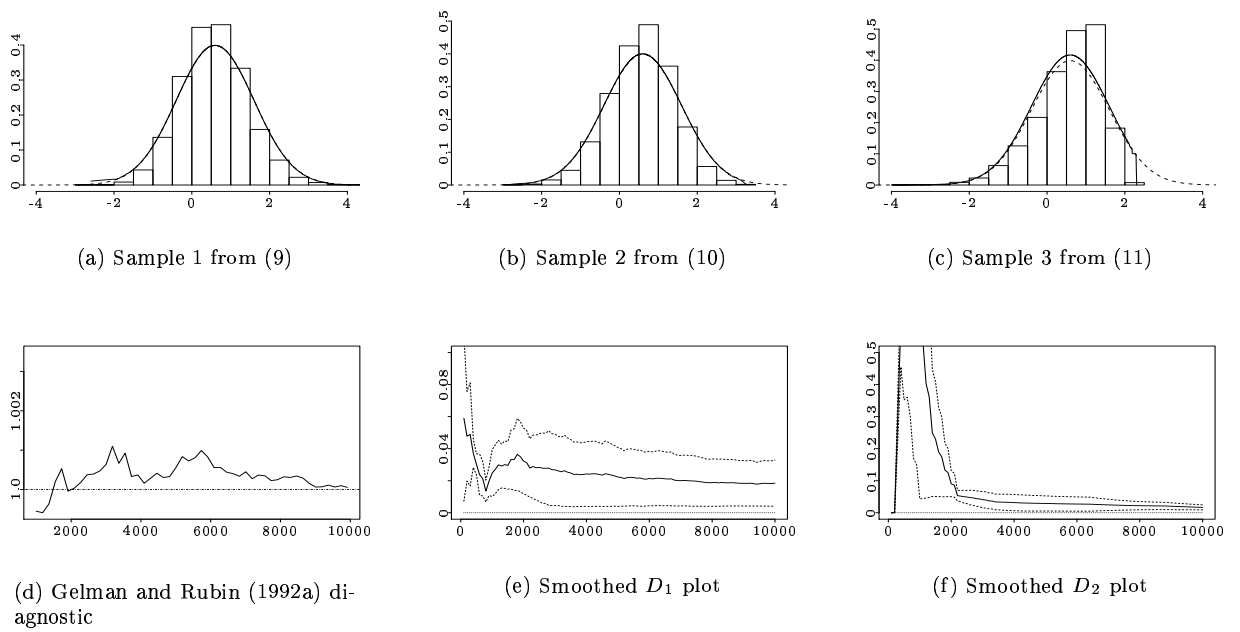 0 0.1 0.2 0.3 0.4
-4 -2 0 2 4
(a) Sample 1 from (9)
0 0.1 0.2 0.3 0.4 0.5
-4 -2 0 2 4
(b) Sample 2 from (10)
0 0.1 0.2 0.3 0.4 0.5
-4 -2 0 2 4
(c) Sample 3 from (11)
1.0 1.002
2000 4000 6000 8000 10000
(d) Gelman and Rubin (1992a) di-
agnostic
0 0.04 0.08
0 2000 4000 6000 8000 10000
(e) Smoothed D₁ plot
0 0.1 0.2 0.3 0.4 0.5
0 2000 4000 6000 8000 10000
(f) Smoothed D₂ plot